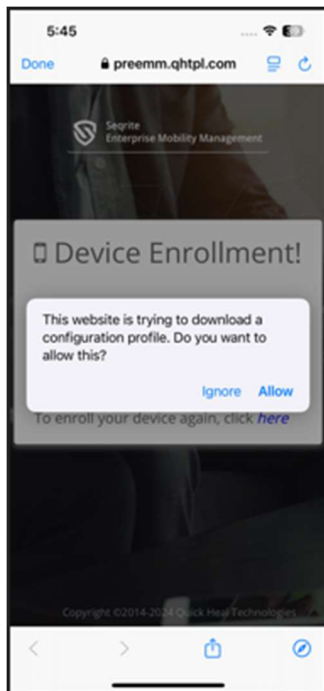 5:45
Done preemm.qhtpl.com
Seqrite
Enterprise Mobility Management
Device Enrollment!
This website is trying to download a
configuration profile. Do you want to
allow this?
Ignore Allow
To enroll your device again, click here
Copyright ©2014-2024 Quick Heal Technologies